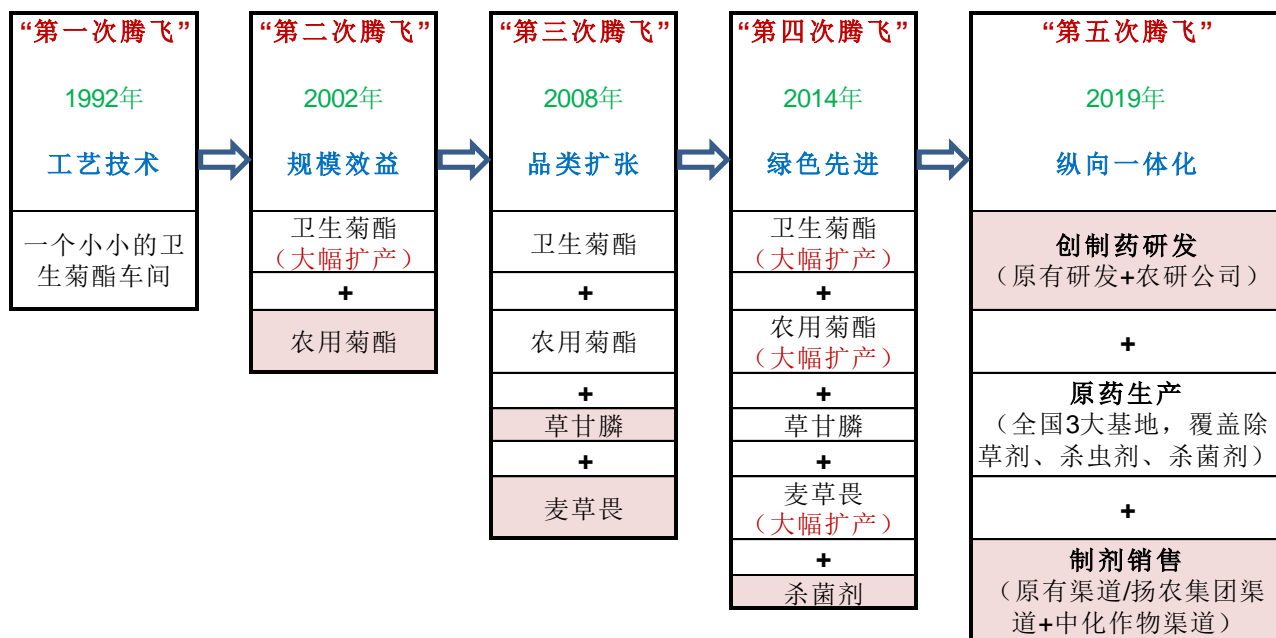 “第一次腾飞”
1992年
工艺技术
一个小小的卫
生菊酯车间
“第二次腾飞”
2002年
规模效益
卫生菊酯
（大幅扩产）
+
农用菊酯
“第三次腾飞”
2008年
品类扩张
卫生菊酯
+
农用菊酯
+
草甘膦
+
麦草畏
“第四次腾飞”
2014年
绿色先进
卫生菊酯
（大幅扩产）
+
农用菊酯
（大幅扩产）
+
草甘膦
+
麦草畏
（大幅扩产）
+
杀菌剂
“第五次腾飞”
2019年
纵向一体化
创制药研发
（原有研发+农研公司）
+
原药生产
（全国3大基地，覆盖除
草剂、杀虫剂、杀菌剂）
+
制剂销售
（原有渠道/扬农集团渠
道+中化作物渠道）